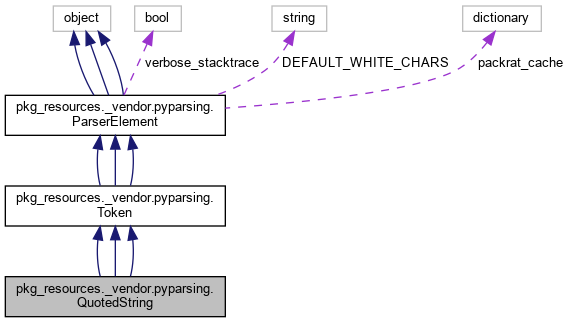 object
bool
string
dictionary
verbose_stacktrace
DEFAULT_WHITE_CHARS
packrat_cache
pkg_resources._vendor.pyparsing.
ParserElement
pkg_resources._vendor.pyparsing.
Token
pkg_resources._vendor.pyparsing.
QuotedString